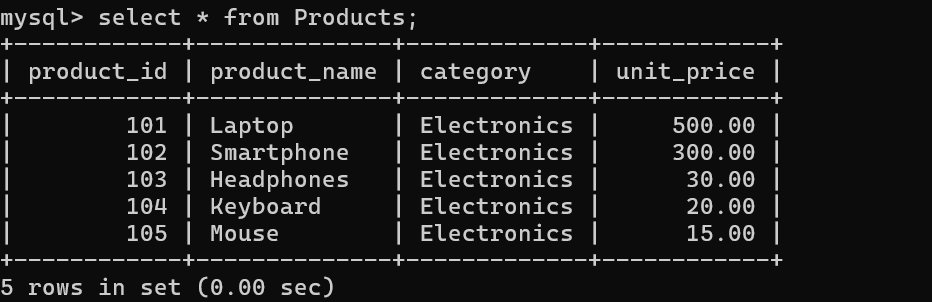 mysql> select * from Products;
+------------+--------------+-------------+------------+
| product_id | product_name | category    | unit_price |
+------------+--------------+-------------+------------+
|        101 | Laptop       | Electronics |     500.00 |
|        102 | Smartphone   | Electronics |     300.00 |
|        103 | Headphones   | Electronics |      30.00 |
|        104 | Keyboard     | Electronics |      20.00 |
|        105 | Mouse        | Electronics |      15.00 |
+------------+--------------+-------------+------------+
5 rows in set (0.00 sec)